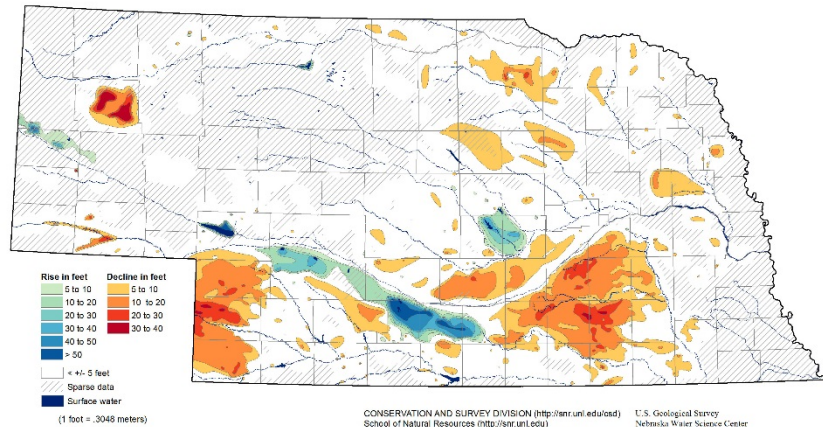 Rise in feet
5 to 10
10 to 20
20 to 30
30 to 40
40 to 50
> 50
Decline in feet
5 to 10
10 to 20
20 to 30
30 to 40
< +/- 5 feet
Sparse data
Surface water
(1 foot = .3048 meters)
CONSERVATION AND SURVEY DIVISION (http://snr.unl.edu/csd)
School of Natural Resources (http://snr.unl.edu)
U.S. Geological Survey
Nebraska Water Science Center